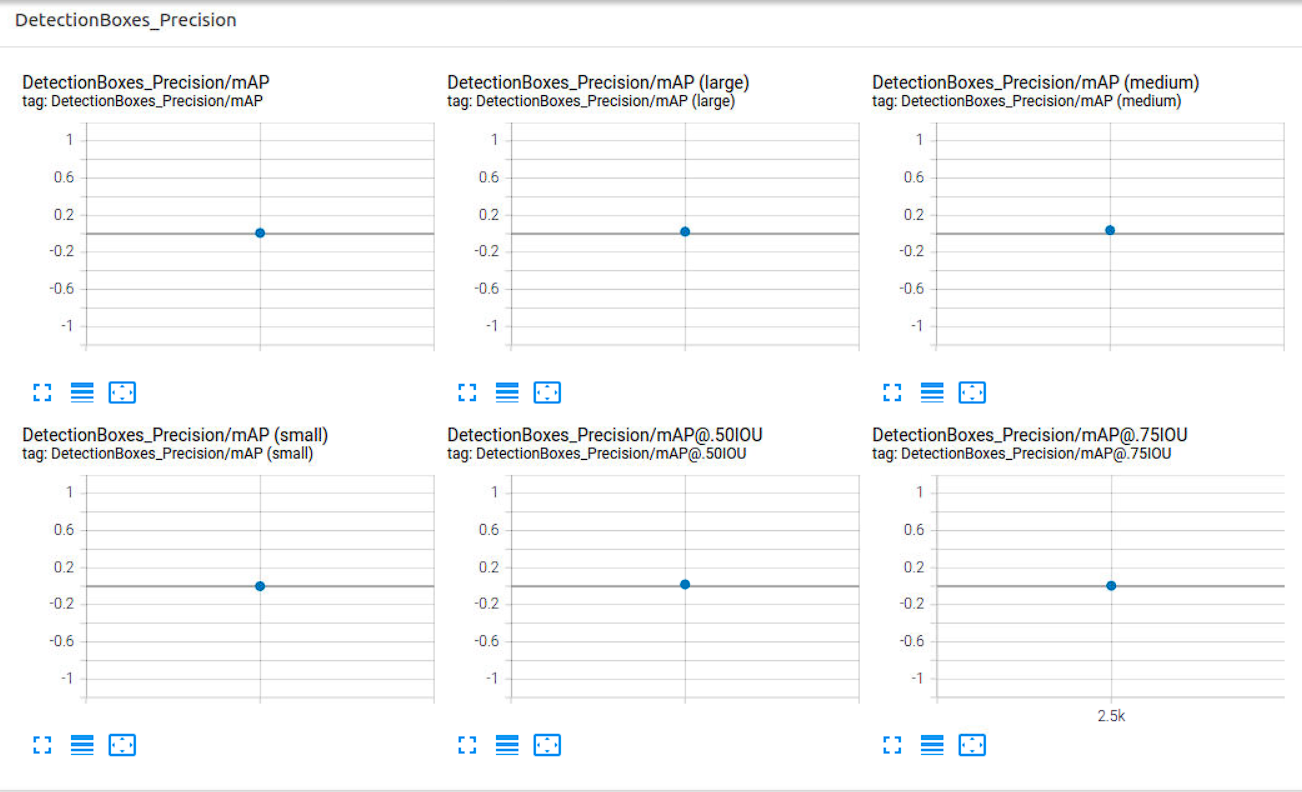 DetectionBoxes_Precision
DetectionBoxes_Precision/mAP
tag: DetectionBoxes_Precision/mAP
1
0.6
0.2
-0.2
-0.6
-1
DetectionBoxes_Precision/mAP (large)
tag: DetectionBoxes_Precision/mAP (large)
1
0.6
0.2
-0.2
-0.6
-1
DetectionBoxes_Precision/mAP (medium)
tag: DetectionBoxes_Precision/mAP (medium)
1
0.6
0.2
-0.2
-0.6
-1
DetectionBoxes_Precision/mAP (small)
tag: DetectionBoxes_Precision/mAP (small)
1
0.6
0.2
-0.2
-0.6
-1
DetectionBoxes_Precision/mAP@.50IOU
tag: DetectionBoxes_Precision/mAP@.50IOU
1
0.6
0.2
-0.2
-0.6
-1
DetectionBoxes_Precision/mAP@.75IOU
tag: DetectionBoxes_Precision/mAP@.75IOU
1
0.6
0.2
-0.2
-0.6
-1
2.5k